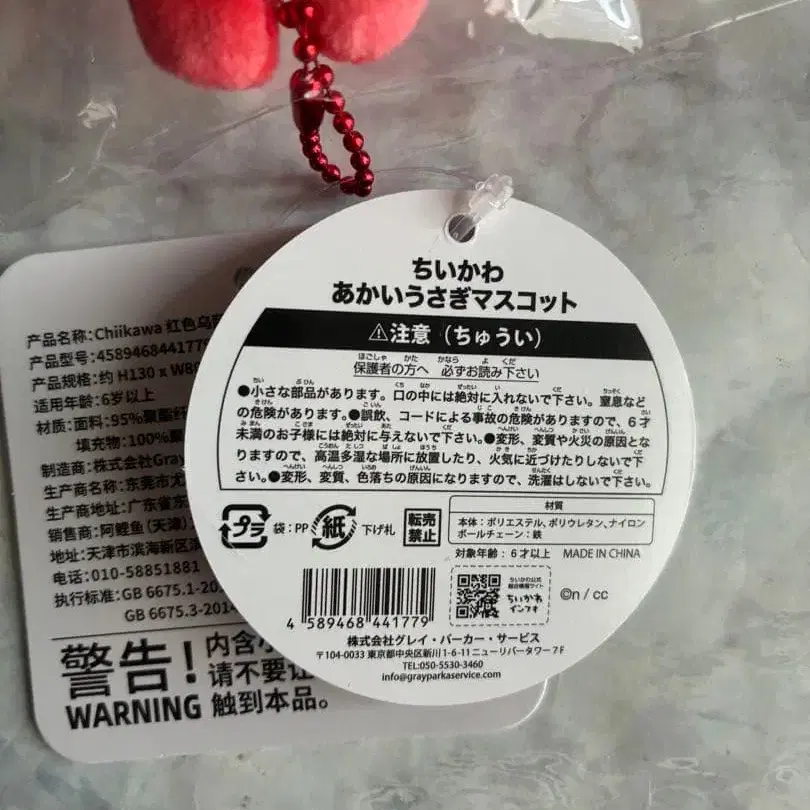 ちいかわ
あかいうさぎマスコット
⚠注意（ちゅうい）
保護者の方へ 必ずお読み下さい
●小さな部品があります。口の中には絶対に入れないで下さい。窒息など
の危険があります。●誤飲、コードによる事故の危険がありますので、6才
未満のお子様には絶対に与えないで下さい。●変形、変質や火災の原因とな
りますので、高温多湿な場所に放置したり、火気に近づけたりしないで下
さい。●変形、変質、色落ちの原因になりますので、洗濯はしないで下さい。
プラ 袋：PP 紙 下げ札 転売禁止
材質
本体：ポリエステル、ポリウレタン、ナイロン
ボールチェーン：鉄
対象年齢：6才以上 MADE IN CHINA
4 589468 441779
ちいかわ公式
ちいかわ
インフォ
©n / cc
株式会社グレイ・パーカー・サービス
〒104-0033 東京都中央区新川1-6-11ニューリバータワー7F
TEL:050-5530-3460
info@grayparkaservice.com
产品名称：Chiikawa 红色乌
产品型号：458946844177
产品规格：约 H130 x W8
适用年龄：6岁以上
材质：面料：95%聚酯纤
填充物：100%聚
制造商：株式会社Gray
生产商名称：东莞市尤
生产商地址：广东省东
销售商：阿鲤鱼（天津）
地址：天津市滨海新区
电话：010-58851881
执行标准：GB 6675.1-20
GB 6675.3-2014
警告！
WARNING
内含小
请不要让
触到本品。